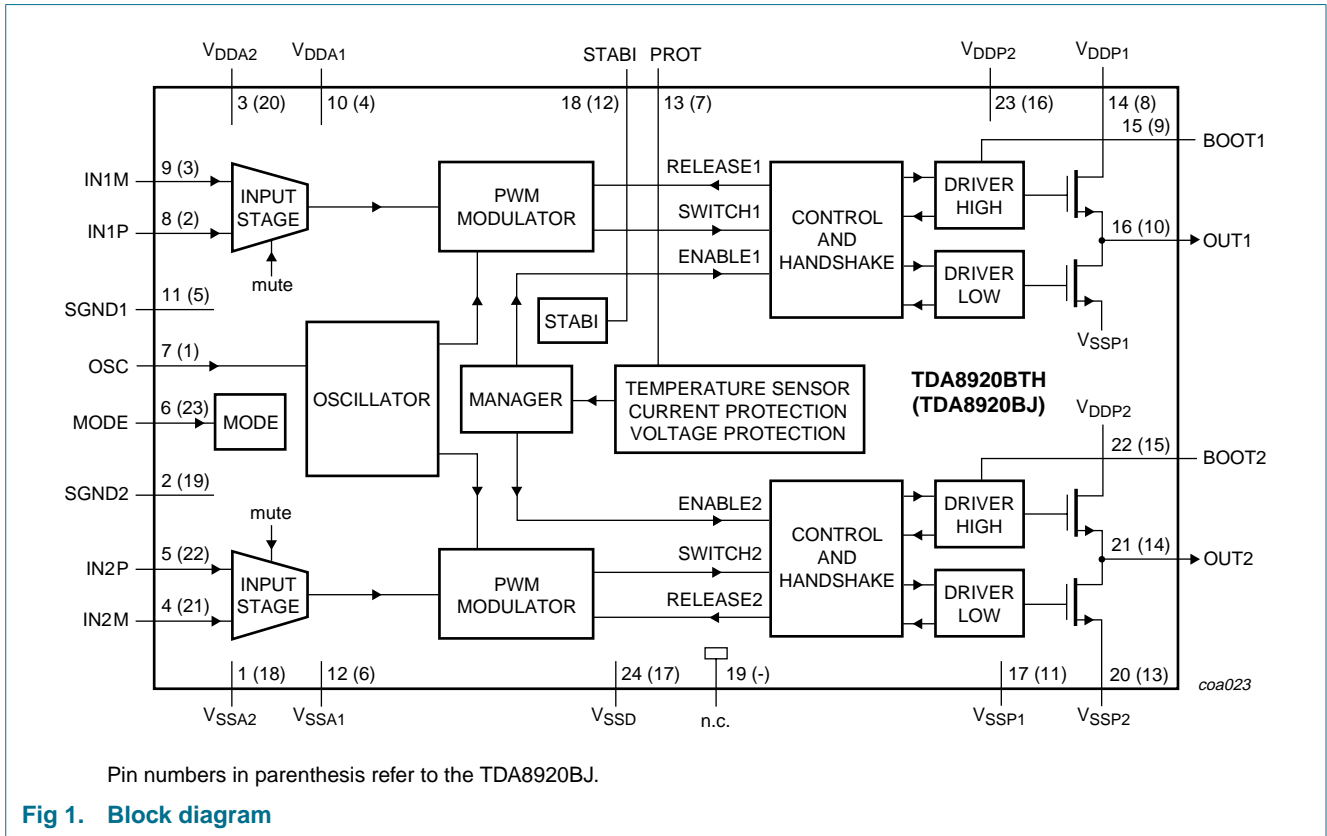 VDDA2
VDDA1
STABI PROT
VDDP2
VDDP1
3 (20)
10 (4)
18 (12)
13 (7)
23 (16)
14 (8)
15 (9)
BOOT1
IN1M
9 (3)
INPUT
STAGE
IN1P
8 (2)
mute
PWM
MODULATOR
RELEASE1
SWITCH1
ENABLE1
CONTROL
AND
HANDSHAKE
DRIVER
HIGH
DRIVER
LOW
16 (10)
OUT1
VSSP1
SGND1
11 (5)
STABI
OSC
7 (1)
OSCILLATOR
MANAGER
TEMPERATURE SENSOR
CURRENT PROTECTION
VOLTAGE PROTECTION
TDA8920BTH
(TDA8920BJ)
MODE
6 (23)
MODE
VDDP2
22 (15)
BOOT2
SGND2
2 (19)
mute
ENABLE2
SWITCH2
RELEASE2
CONTROL
AND
HANDSHAKE
DRIVER
HIGH
DRIVER
LOW
21 (14)
OUT2
IN2P
5 (22)
INPUT
STAGE
IN2M
4 (21)
PWM
MODULATOR
1 (18)
12 (6)
24 (17)
19 (-)
17 (11)
20 (13)
coa023
VSSA2
VSSA1
VSSD
n.c.
VSSP1
VSSP2
Pin numbers in parenthesis refer to the TDA8920BJ.
Fig 1. Block diagram